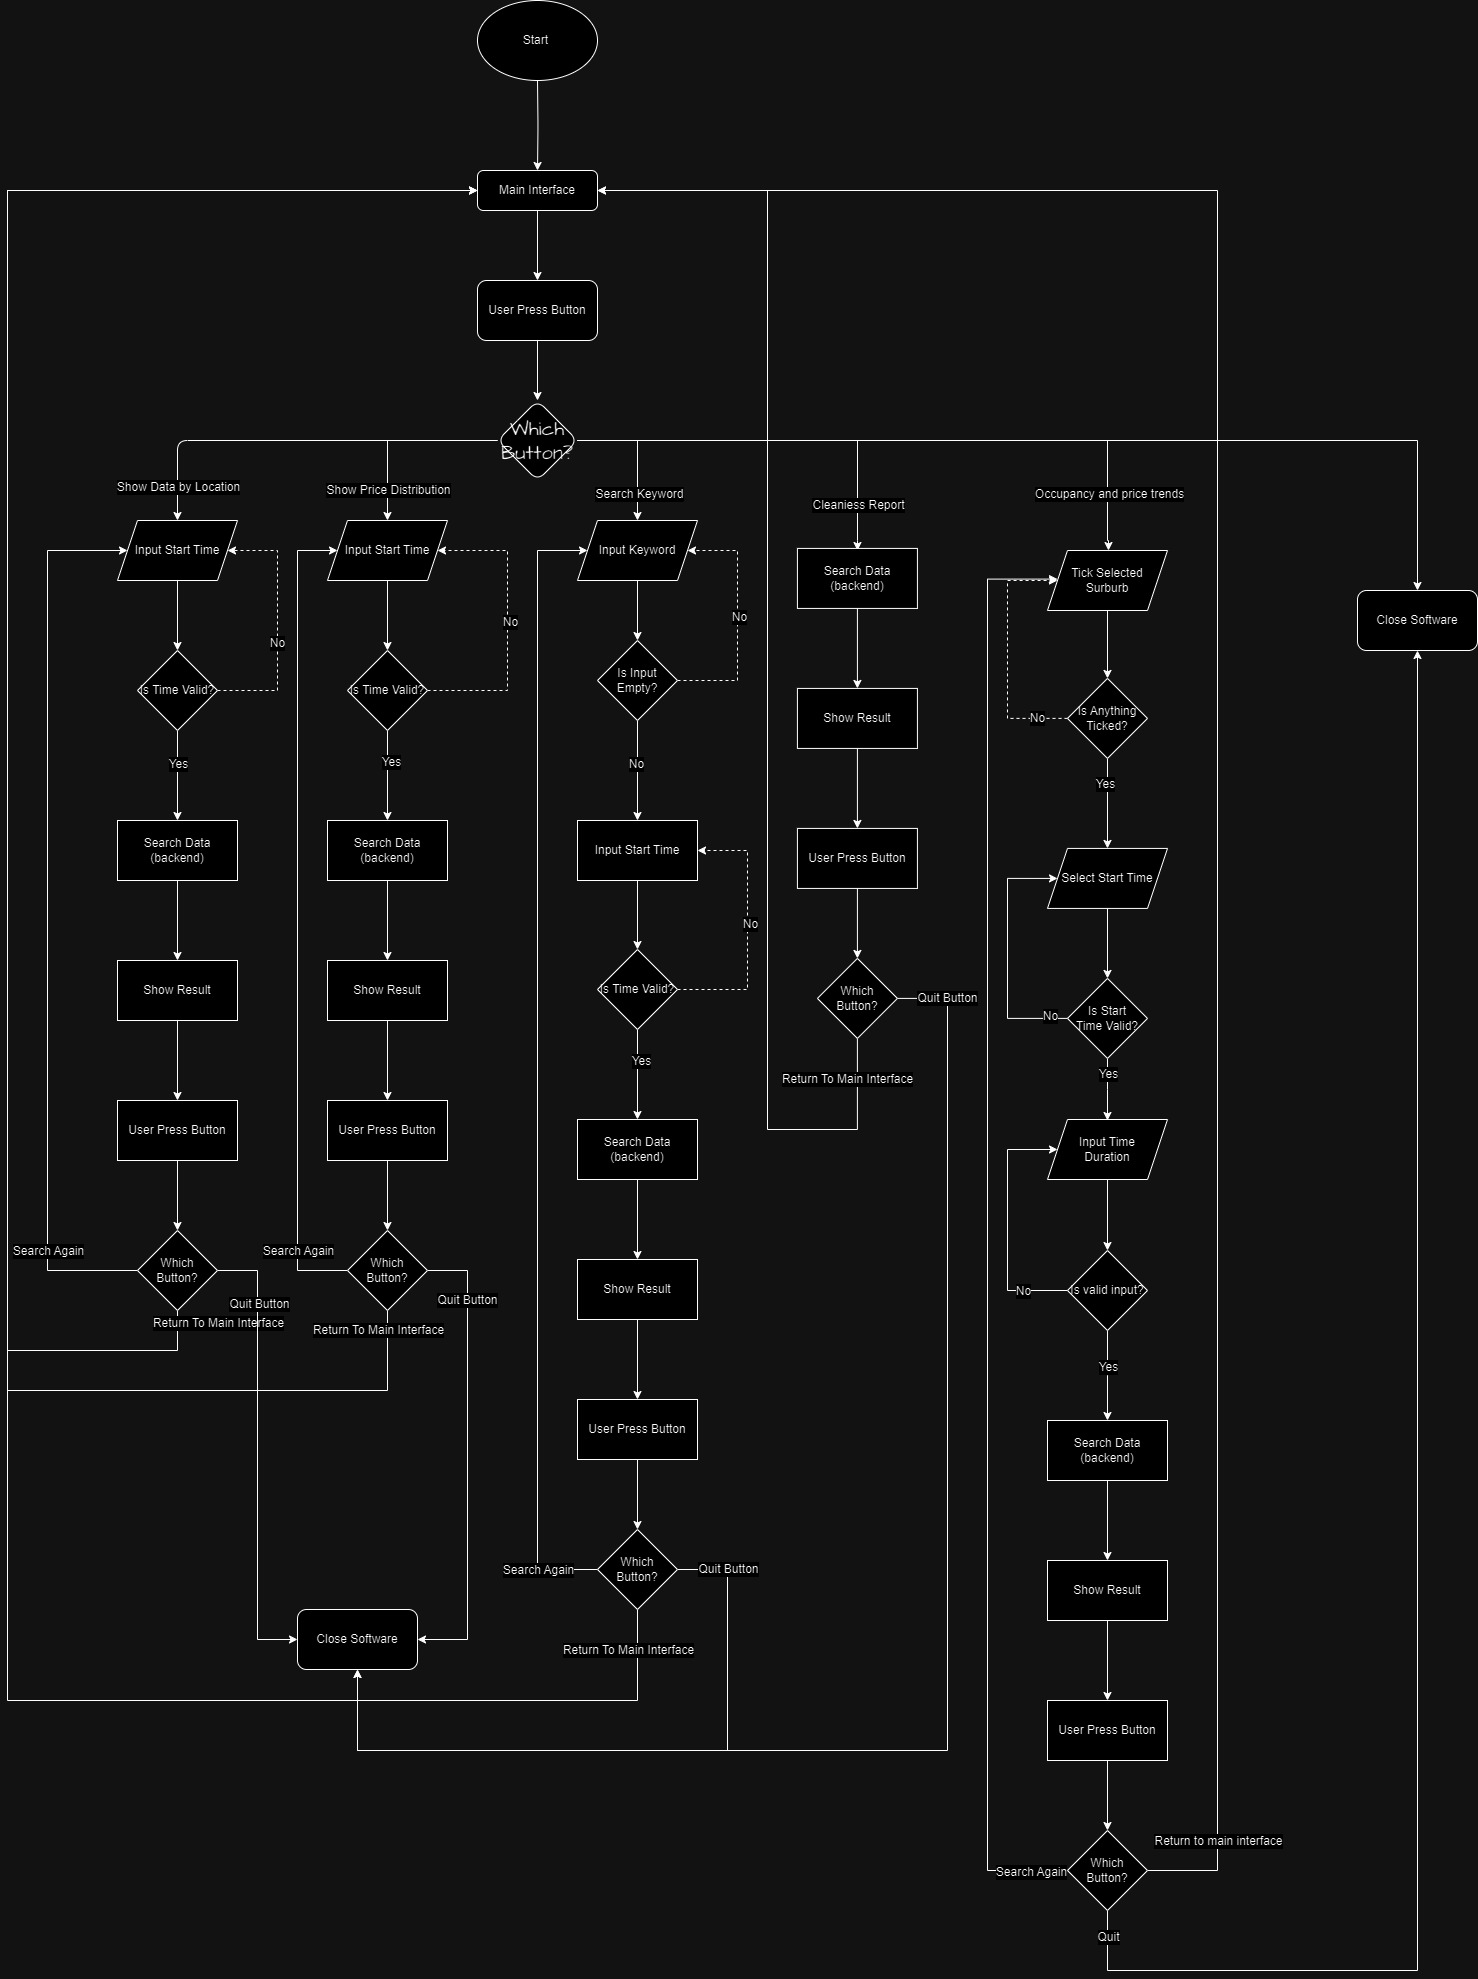 Start
Main Interface
User Press Button
Which
Button?
Show Data by Location
Input Start Time
No
Is Time Valid?
Yes
Search Data
(backend)
Show Result
User Press Button
Search Again
Which
Button?
Quit Button
Return To Main Interface
Show Price Distribution
Input Start Time
No
Is Time Valid?
Yes
Search Data
(backend)
Show Result
User Press Button
Search Again
Which
Button?
Quit Button
Return To Main Interface
Close Software
Search Keyword
Input Keyword
No
Is Input
Empty?
No
Input Start Time
No
Is Time Valid?
Yes
Search Data
(backend)
Show Result
User Press Button
Search Again
Which
Button?
Quit Button
Return To Main Interface
Cleaniess Report
Search Data
(backend)
Show Result
User Press Button
Which
Button?
Quit Button
Return To Main Interface
Occupancy and price trends
Tick Selected
Surburb
No
Is Anything
Ticked?
Yes
Select Start Time
No
Is Start
Time Valid?
Yes
Input Time
Duration
No
Is valid input?
Yes
Search Data
(backend)
Show Result
User Press Button
Return to main interface
Search Again
Which
Button?
Quit
Close Software